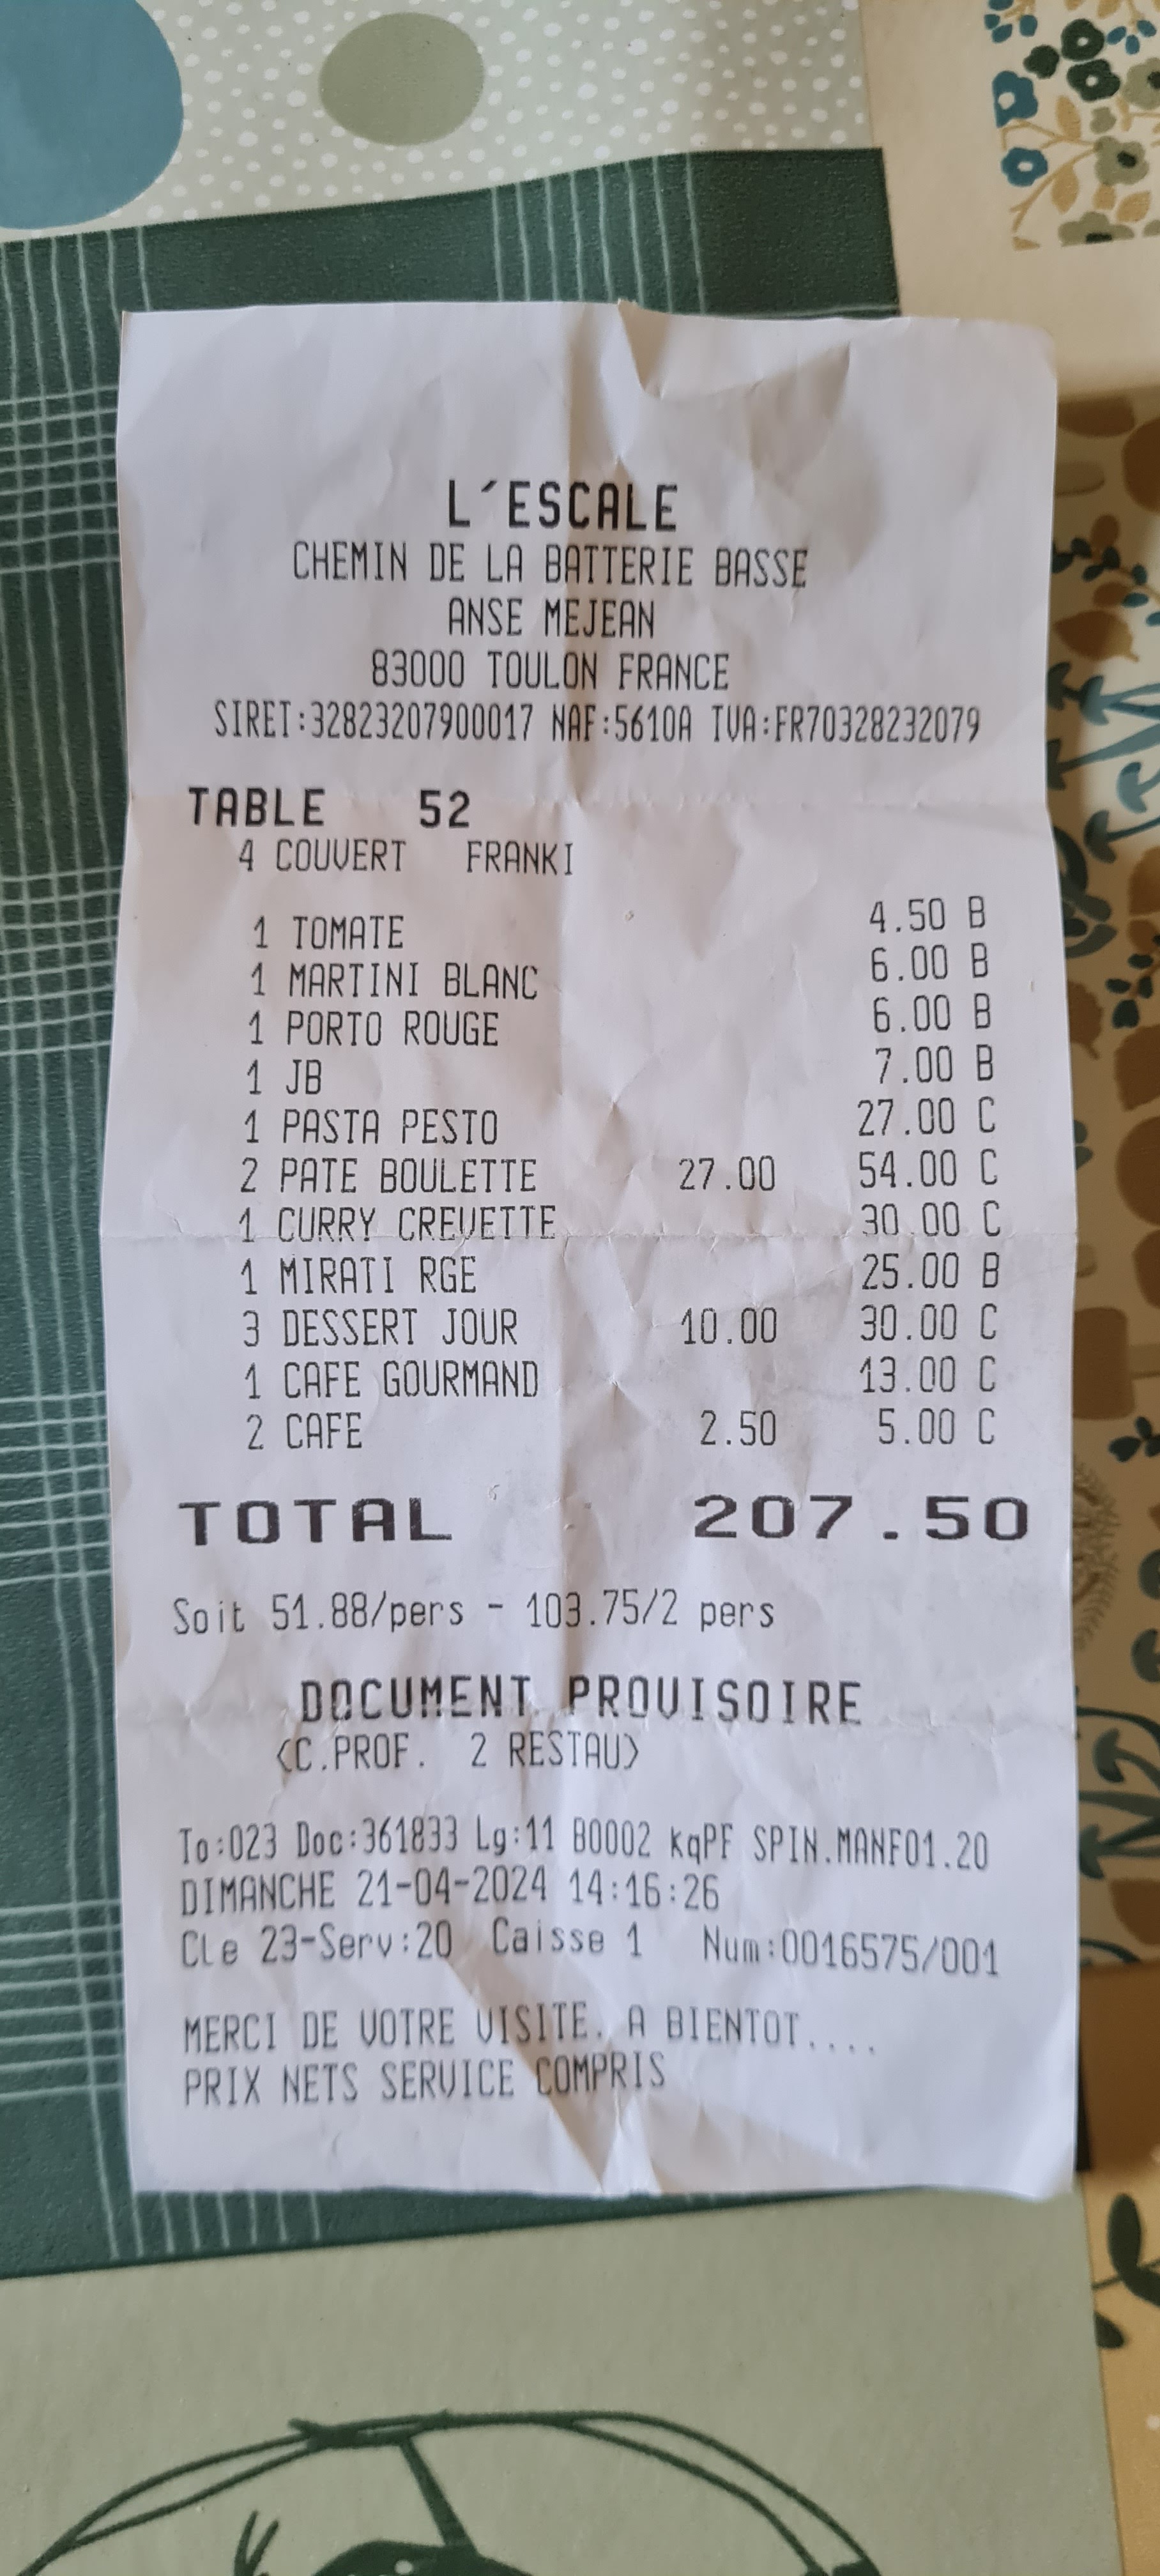 L´ESCALE
CHEMIN DE LA BATTERIE BASSE
ANSE MEJEAN
83000 TOULON FRANCE
SIRET:32823207900017 NAF:5610A TVA:FR70328232079
TABLE 52
4 COUVERT FRANKI
1 TOMATE 4.50 B
1 MARTINI BLANC 6.00 B
1 PORTO ROUGE 6.00 B
1 JB 7.00 B
1 PASTA PESTO 27.00 C
2 PATE BOULETTE 27.00 54.00 C
1 CURRY CREVETTE 30.00 C
1 MIRATI RGE 25.00 B
3 DESSERT JOUR 10.00 30.00 C
1 CAFE GOURMAND 13.00 C
2 CAFE 2.50 5.00 C
TOTAL 207.50
Soit 51.88/pers - 103.75/2 pers
DOCUMENT PROVISOIRE
<C.PROF. 2 RESTAU>
To:023 Doc:361833 Lg:11 B0002 kqPF SPIN.MANF01.20
DIMANCHE 21-04-2024 14:16:26
Cle 23-Serv:20 Caisse 1 Num:0016575/001
MERCI DE VOTRE VISITE. A BIENTOT....
PRIX NETS SERVICE COMPRIS